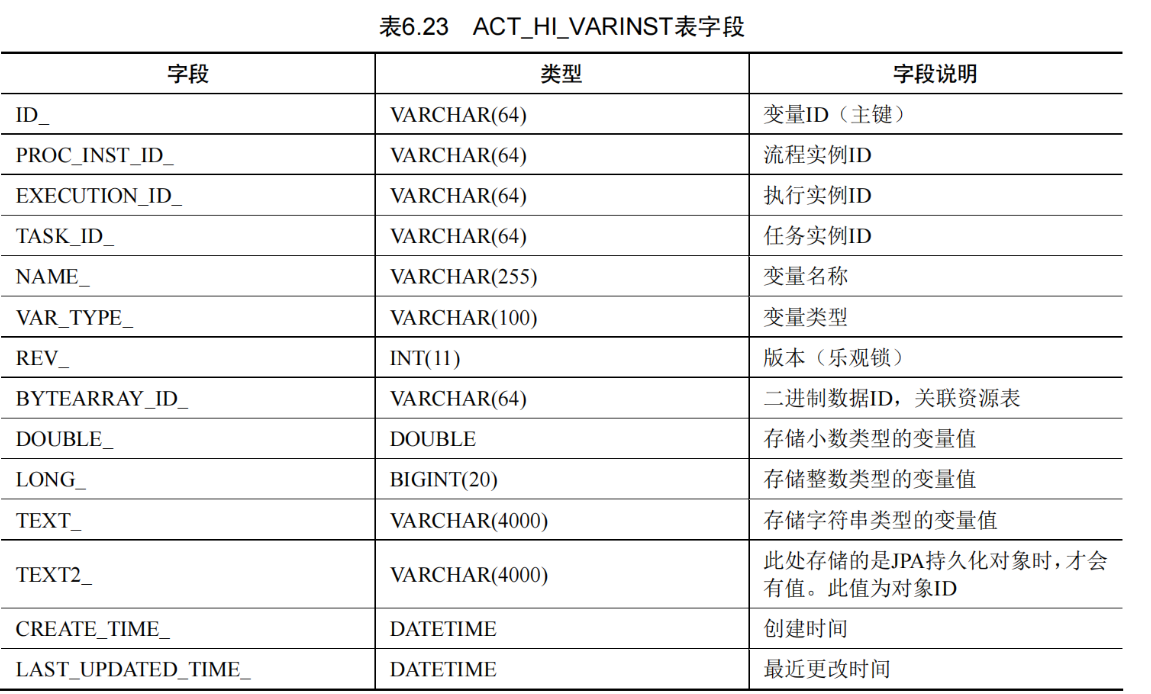 表6.23 ACT_HI_VARINST表字段
字段 类型 字段说明
ID_ VARCHAR(64) 变量ID（主键）
PROC_INST_ID_ VARCHAR(64) 流程实例ID
EXECUTION_ID_ VARCHAR(64) 执行实例ID
TASK_ID_ VARCHAR(64) 任务实例ID
NAME_ VARCHAR(255) 变量名称
VAR_TYPE_ VARCHAR(100) 变量类型
REV_ INT(11) 版本（乐观锁）
BYTEARRAY_ID_ VARCHAR(64) 二进制数据ID，关联资源表
DOUBLE_ DOUBLE 存储小数类型的变量值
LONG_ BIGINT(20) 存储整数类型的变量值
TEXT_ VARCHAR(4000) 存储字符串类型的变量值
TEXT2_ VARCHAR(4000) 此处存储的是JPA持久化对象时，才会
有值。此值为对象ID
CREATE_TIME_ DATETIME 创建时间
LAST_UPDATED_TIME_ DATETIME 最近更改时间